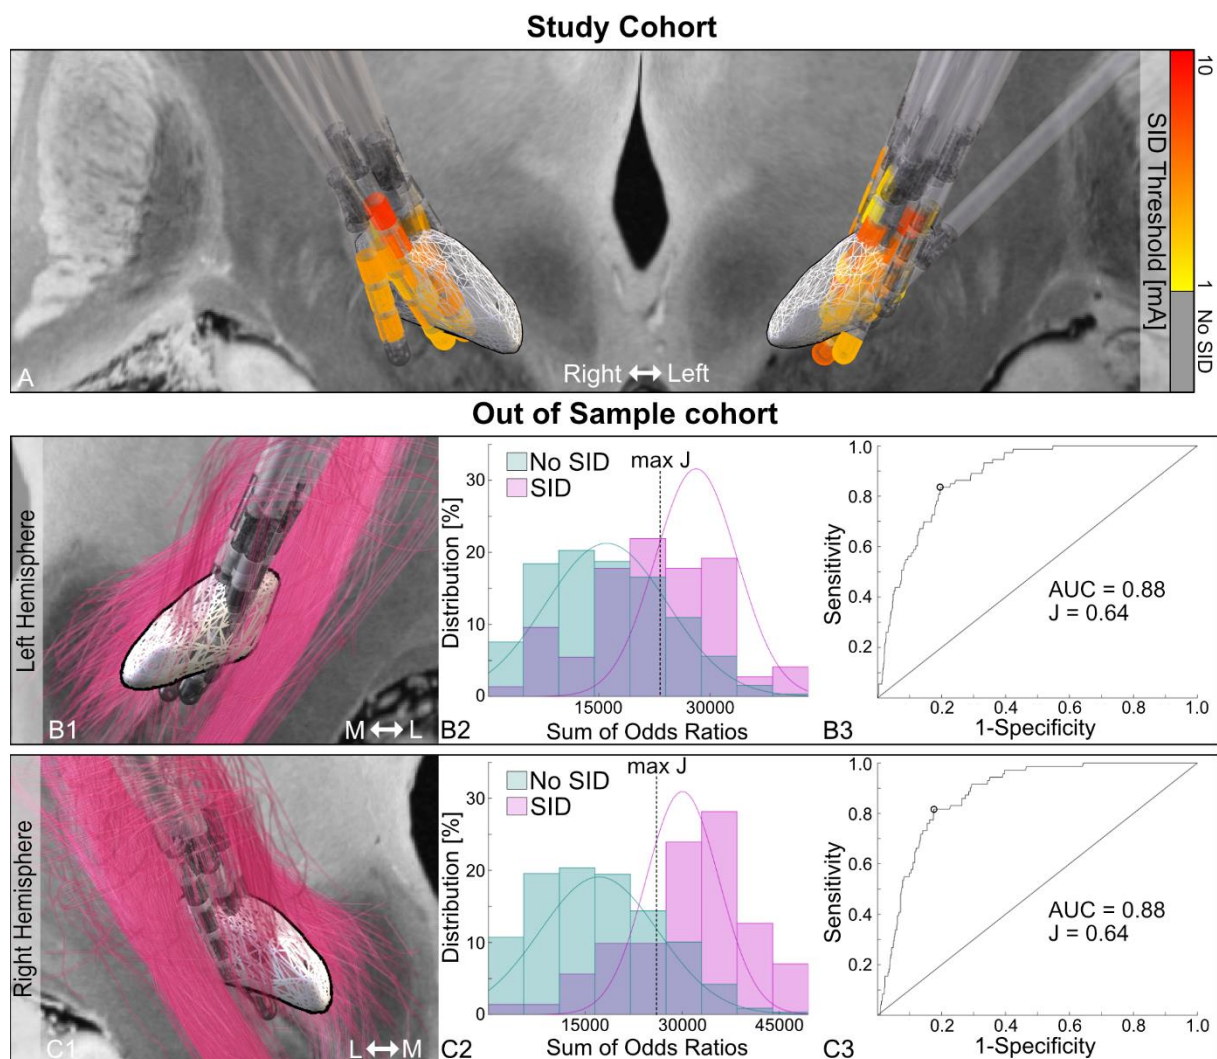 Study Cohort
10
SID Threshold [mA]
1
No SID
A
Right ↔ Left
Out of Sample cohort
Left Hemisphere
B1
M ↔ L
No SID
SID
max J
Distribution [%]
30
20
10
0
15000
30000
Sum of Odds Ratios
B2
Sensitivity
1.0
0.8
0.6
0.4
0.2
AUC = 0.88
J = 0.64
0.2
0.4
0.6
0.8
1.0
1-Specificity
B3
Right Hemisphere
C1
L ↔ M
No SID
SID
max J
Distribution [%]
30
20
10
0
15000
30000
45000
Sum of Odds Ratios
C2
Sensitivity
1.0
0.8
0.6
0.4
0.2
AUC = 0.88
J = 0.64
0.2
0.4
0.6
0.8
1.0
1-Specificity
C3